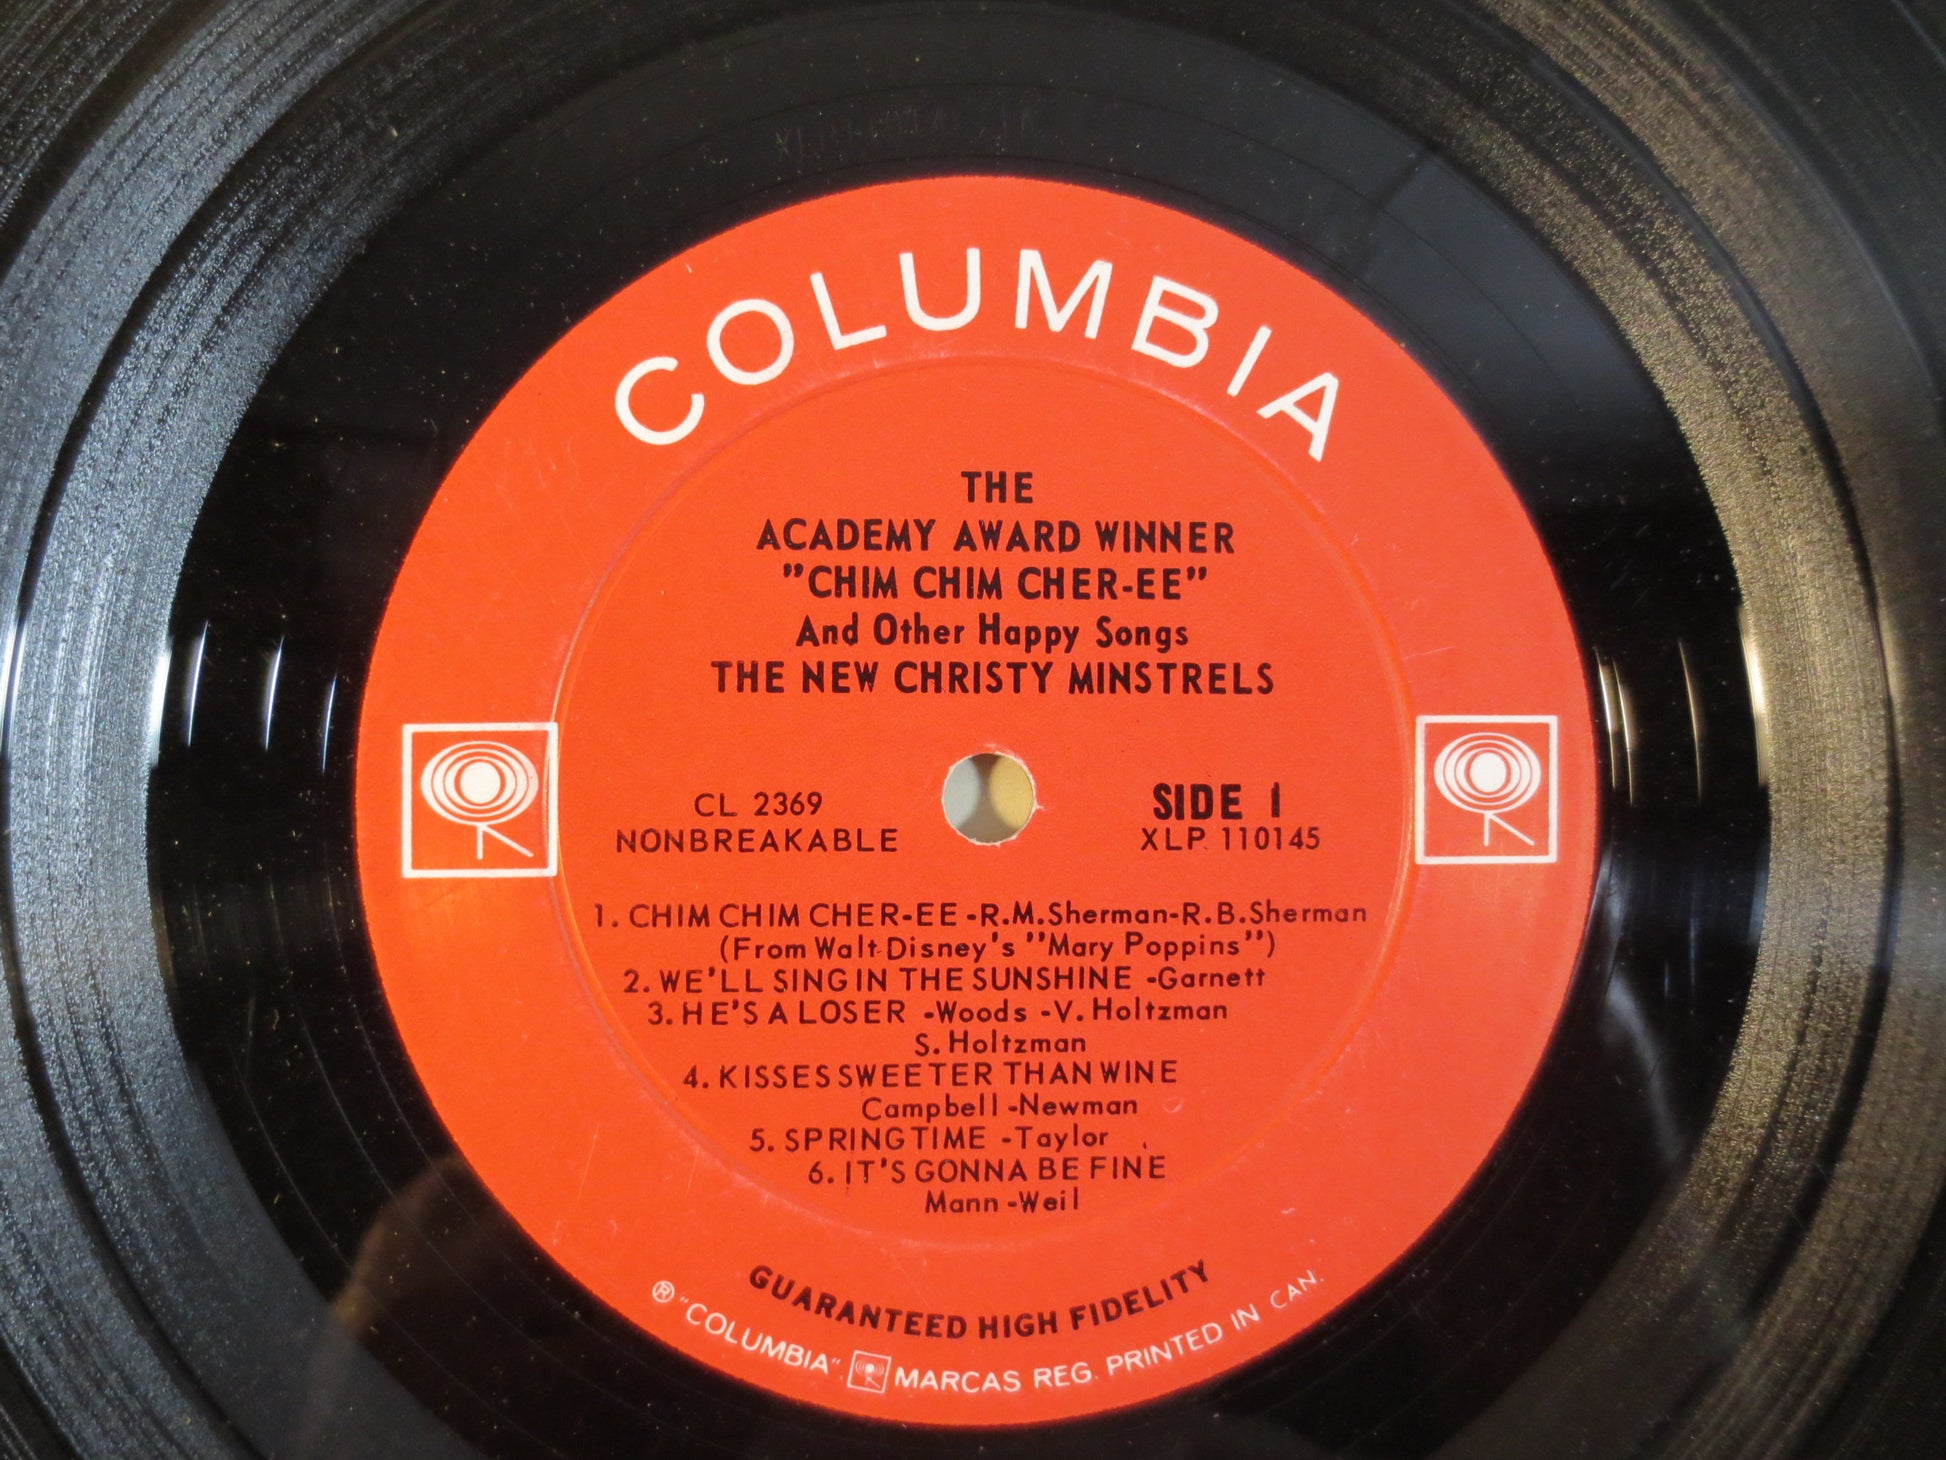 COLUMBIA
THE
ACADEMY AWARD WINNER
"CHIM CHIM CHER-EE"
And Other Happy Songs
THE NEW CHRISTY MINSTRELS
CL 2369
NONBREAKABLE
SIDE 1
XLP 110145
1. CHIM CHIM CHER-EE -R.M.Sherman-R.B.Sherman
(From Walt Disney's "Mary Poppins")
2. WE'LL SING IN THE SUNSHINE -Garnett
3. HE'S A LOSER -Woods -V. Holtzman
S. Holtzman
4. KISSES SWEETER THAN WINE
Campbell -Newman
5. SPRINGTIME -Taylor
6. IT'S GONNA BE FINE
Mann -Weil
GUARANTEED HIGH FIDELITY
® "COLUMBIA", MARCAS REG. PRINTED IN CAN.